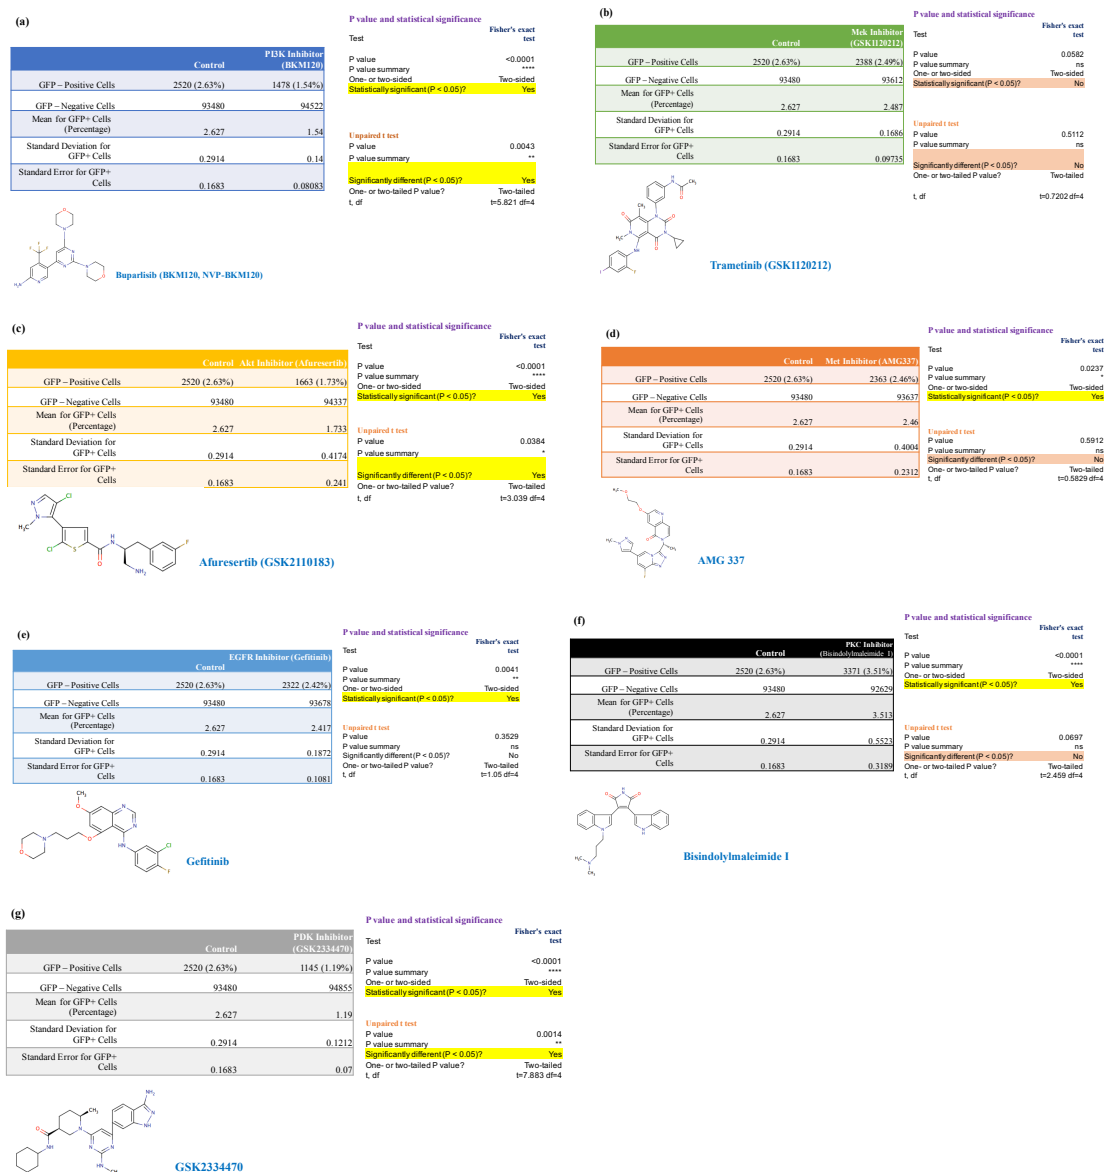 (a)
PI3K Inhibitor
Control (BKM120)
GFP – Positive Cells 2520 (2.63%) 1478 (1.54%)
GFP – Negative Cells 93480 94522
Mean for GFP+ Cells
(Percentage) 2.627 1.54
Standard Deviation for
GFP+ Cells 0.2914 0.14
Standard Error for GFP+
Cells 0.1683 0.08083
P value and statistical significance
Fisher's exact
Test test
P value <0.0001
P value summary ****
One- or two-sided Two-sided
Statistically significant (P < 0.05)? Yes
Unpaired t test
P value 0.0043
P value summary **
Significantly different (P < 0.05)? Yes
One- or two-tailed P value? Two-tailed
t, df t=5.821 df=4
Buparlisib (BKM120, NVP-BKM120)
(b)
Mek Inhibitor
Control (GSK1120212)
GFP – Positive Cells 2520 (2.63%) 2388 (2.49%)
GFP – Negative Cells 93480 93612
Mean for GFP+ Cells
(Percentage) 2.627 2.487
Standard Deviation for
GFP+ Cells 0.2914 0.1686
Standard Error for GFP+
Cells 0.1683 0.09735
P value and statistical significance
Fisher's exact
Test test
P value 0.0582
P value summary ns
One- or two-sided Two-sided
Statistically significant (P < 0.05)? No
Unpaired t test
P value 0.5112
P value summary ns
Significantly different (P < 0.05)? No
One- or two-tailed P value? Two-tailed
t, df t=0.7202 df=4
Trametinib (GSK1120212)
(c)
Control Akt Inhibitor (Afuresertib)
GFP – Positive Cells 2520 (2.63%) 1663 (1.73%)
GFP – Negative Cells 93480 94337
Mean for GFP+ Cells
(Percentage) 2.627 1.733
Standard Deviation for
GFP+ Cells 0.2914 0.4174
Standard Error for GFP+
Cells 0.1683 0.241
P value and statistical significance
Fisher's exact
Test test
P value <0.0001
P value summary ****
One- or two-sided Two-sided
Statistically significant (P < 0.05)? Yes
Unpaired t test
P value 0.0384
P value summary *
Significantly different (P < 0.05)? Yes
One- or two-tailed P value? Two-tailed
t, df t=3.039 df=4
Afuresertib (GSK2110183)
(d)
Control Met Inhibitor (AMG337)
GFP – Positive Cells 2520 (2.63%) 2363 (2.46%)
GFP – Negative Cells 93480 93637
Mean for GFP+ Cells
(Percentage) 2.627 2.46
Standard Deviation for
GFP+ Cells 0.2914 0.4004
Standard Error for GFP+
Cells 0.1683 0.2312
P value and statistical significance
Fisher's exact
Test test
P value 0.0237
P value summary *
One- or two-sided Two-sided
Statistically significant (P < 0.05)? Yes
Unpaired t test
P value 0.5912
P value summary ns
Significantly different (P < 0.05)? No
One- or two-tailed P value? Two-tailed
t, df t=0.5829 df=4
AMG 337
(e)
EGFR Inhibitor (Gefitinib)
Control
GFP – Positive Cells 2520 (2.63%) 2322 (2.42%)
GFP – Negative Cells 93480 93678
Mean for GFP+ Cells
(Percentage) 2.627 2.417
Standard Deviation for
GFP+ Cells 0.2914 0.1872
Standard Error for GFP+
Cells 0.1683 0.1081
P value and statistical significance
Fisher's exact
Test test
P value 0.0041
P value summary **
One- or two-sided Two-sided
Statistically significant (P < 0.05)? Yes
Unpaired t test
P value 0.3529
P value summary ns
Significantly different (P < 0.05)? No
One- or two-tailed P value? Two-tailed
t, df t=1.05 df=4
Gefitinib
(f)
PKC Inhibitor
Control (Bisindolylmaleimide I)
GFP – Positive Cells 2520 (2.63%) 3371 (3.51%)
GFP – Negative Cells 93480 92629
Mean for GFP+ Cells
(Percentage) 2.627 3.513
Standard Deviation for
GFP+ Cells 0.2914 0.5523
Standard Error for GFP+
Cells 0.1683 0.3189
P value and statistical significance
Fisher's exact
Test test
P value <0.0001
P value summary ****
One- or two-sided Two-sided
Statistically significant (P < 0.05)? Yes
Unpaired t test
P value 0.0697
P value summary ns
Significantly different (P < 0.05)? No
One- or two-tailed P value? Two-tailed
t, df t=2.459 df=4
Bisindolylmaleimide I
(g)
PDK Inhibitor
Control (GSK2334470)
GFP – Positive Cells 2520 (2.63%) 1145 (1.19%)
GFP – Negative Cells 93480 94855
Mean for GFP+ Cells
(Percentage) 2.627 1.19
Standard Deviation for
GFP+ Cells 0.2914 0.1212
Standard Error for GFP+
Cells 0.1683 0.07
P value and statistical significance
Fisher's exact
Test test
P value <0.0001
P value summary ****
One- or two-sided Two-sided
Statistically significant (P < 0.05)? Yes
Unpaired t test
P value 0.0014
P value summary **
Significantly different (P < 0.05)? Yes
One- or two-tailed P value? Two-tailed
t, df t=7.883 df=4
GSK2334470